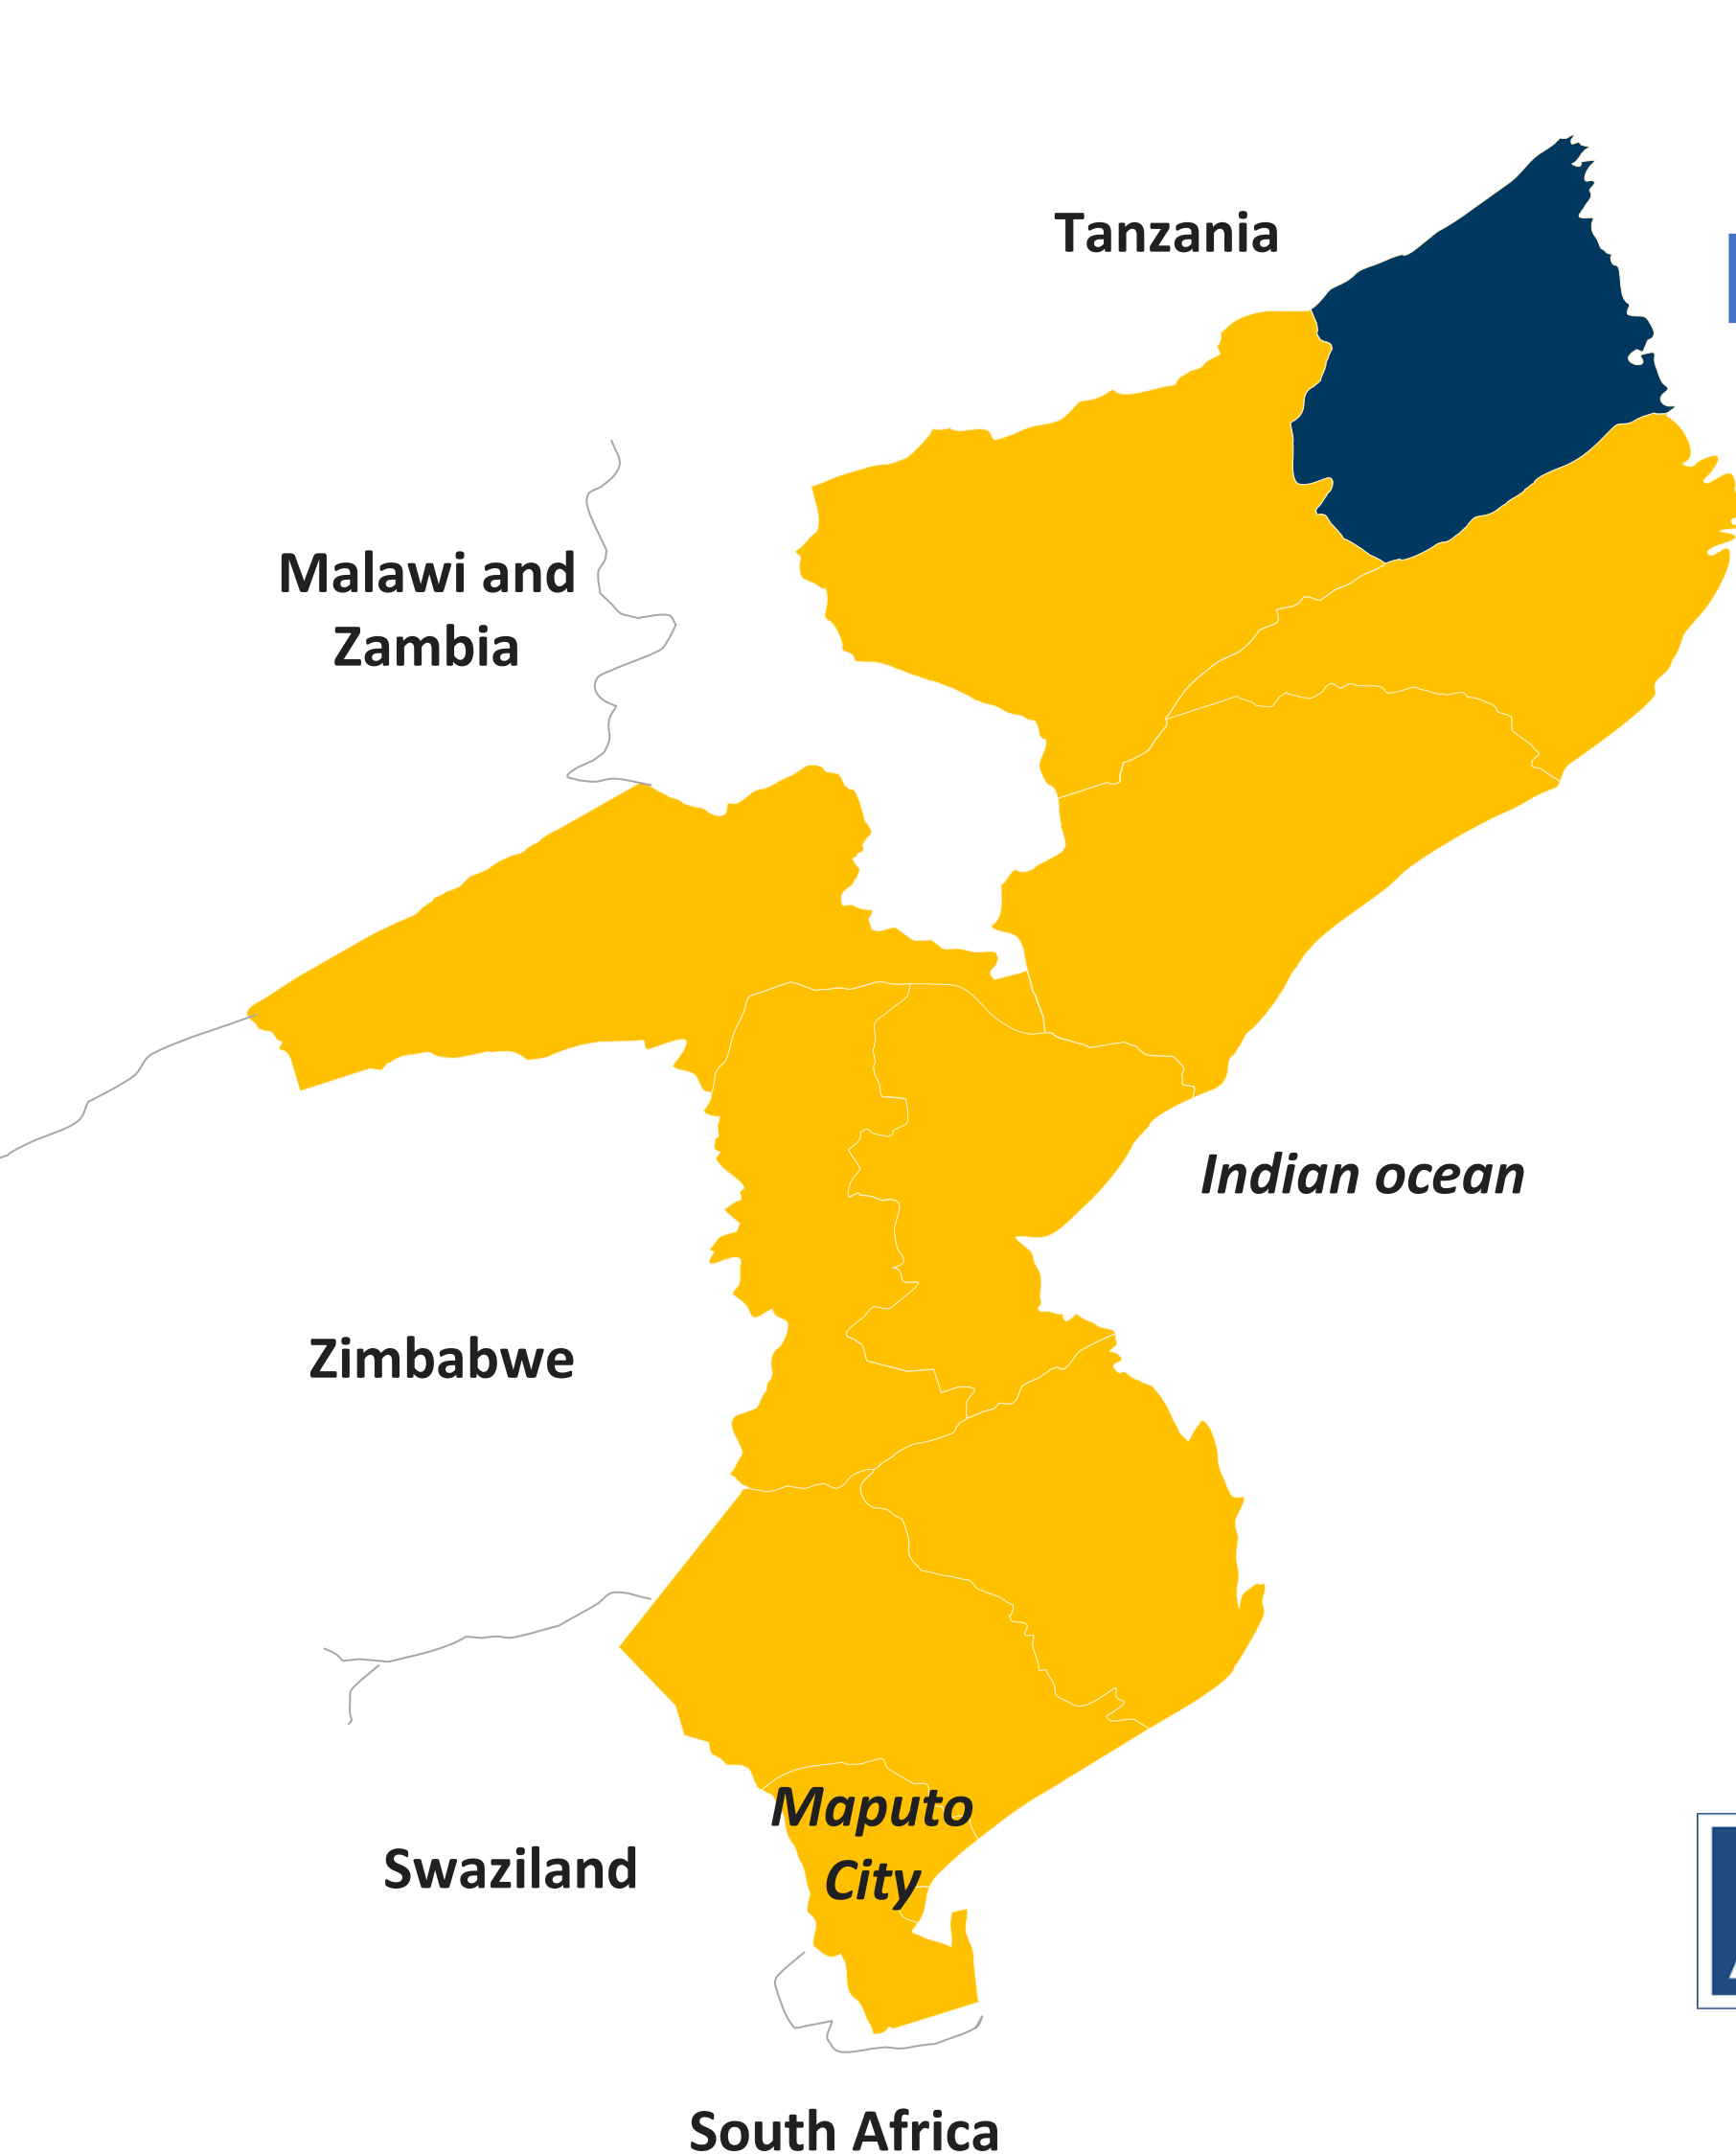 Tanzania
Malawi and
Zambia
Indian ocean
Zimbabwe
Maputo
City
Swaziland
South Africa